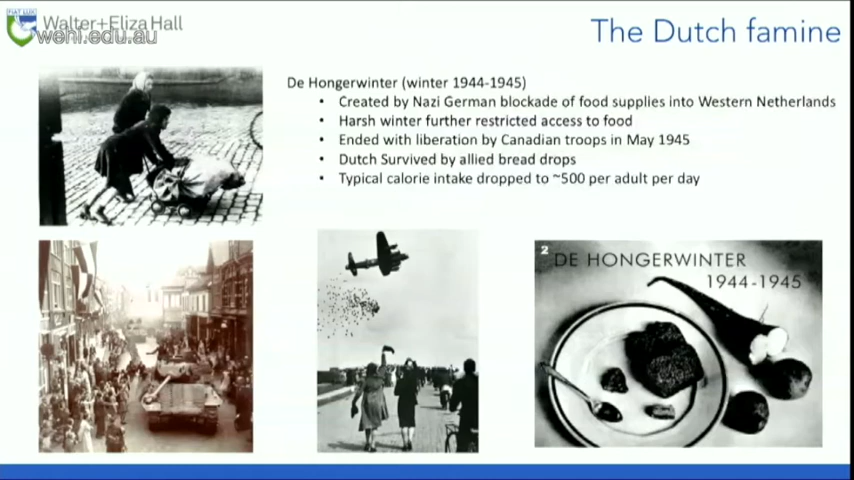 FIAT LUX
Walter+Eliza Hall
wehi.edu.au
The Dutch famine
De Hongerwinter (winter 1944-1945)
• Created by Nazi German blockade of food supplies into Western Netherlands
• Harsh winter further restricted access to food
• Ended with liberation by Canadian troops in May 1945
• Dutch Survived by allied bread drops
• Typical calorie intake dropped to ~500 per adult per day
2
DE HONGERWINTER
1944-1945